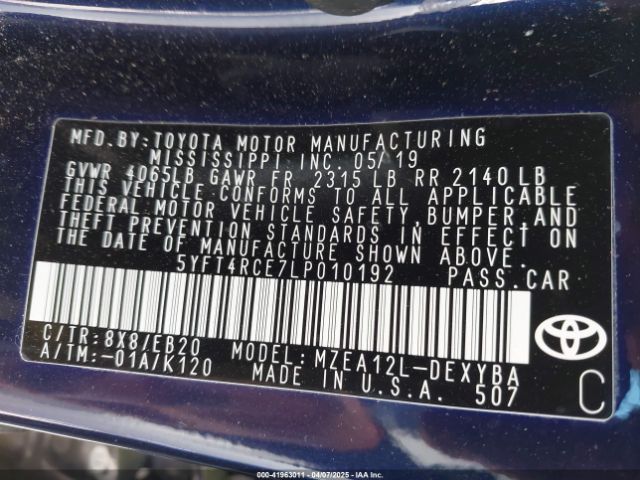 MFD.BY:TOYOTA MOTOR MANUFACTURING
MISSISSIPPI INC. 05/19
GVWR 4065LB GAWR FR 2315 LB RR 2140 LB
THIS VEHICLE CONFORMS TO ALL APPLICABLE
FEDERAL MOTOR VEHICLE SAFETY, BUMPER, AND
THEFT PREVENTION STANDARDS IN EFFECT ON
THE DATE OF MANUFACTURE SHOWN ABOVE.
5YFT4RCE7LP010192 PASS.CAR
C/TR: 8X8/EB20 MODEL: MZEA12L-DEXYBA
A/TM: -01A/K120 MADE IN U.S.A. 507
C
000-41963011 - 04/07/2025 - IAAI, Inc.